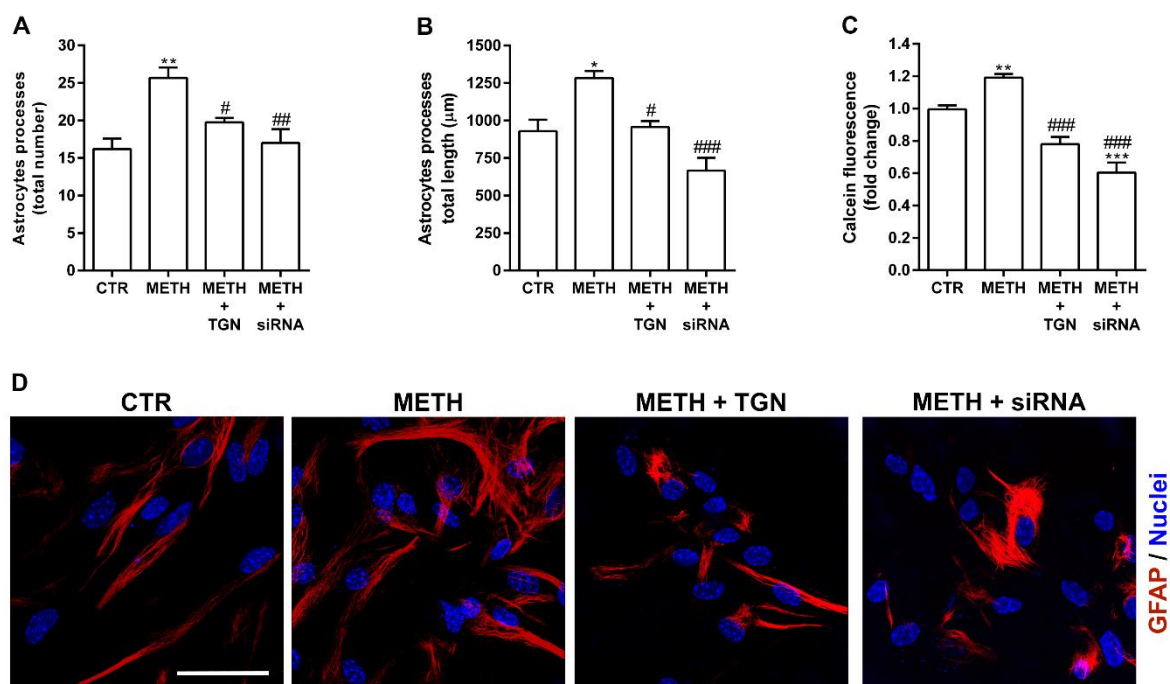 A
Astrocytes processes
(total number)
30
25
20
15
10
5
0
**
#
##
CTR
METH
METH
+
TGN
METH
+
siRNA
B
Astrocytes processes
total length (μm)
1500
1250
1000
750
500
250
0
*
#
###
CTR
METH
METH
+
TGN
METH
+
siRNA
C
Calcein fluorescence
(fold change)
1.4
1.2
1.0
0.8
0.6
0.4
0.2
0.0
**
###
###
***
CTR
METH
METH
+
TGN
METH
+
siRNA
D
CTR
METH
METH + TGN
METH + siRNA
GFAP / Nuclei